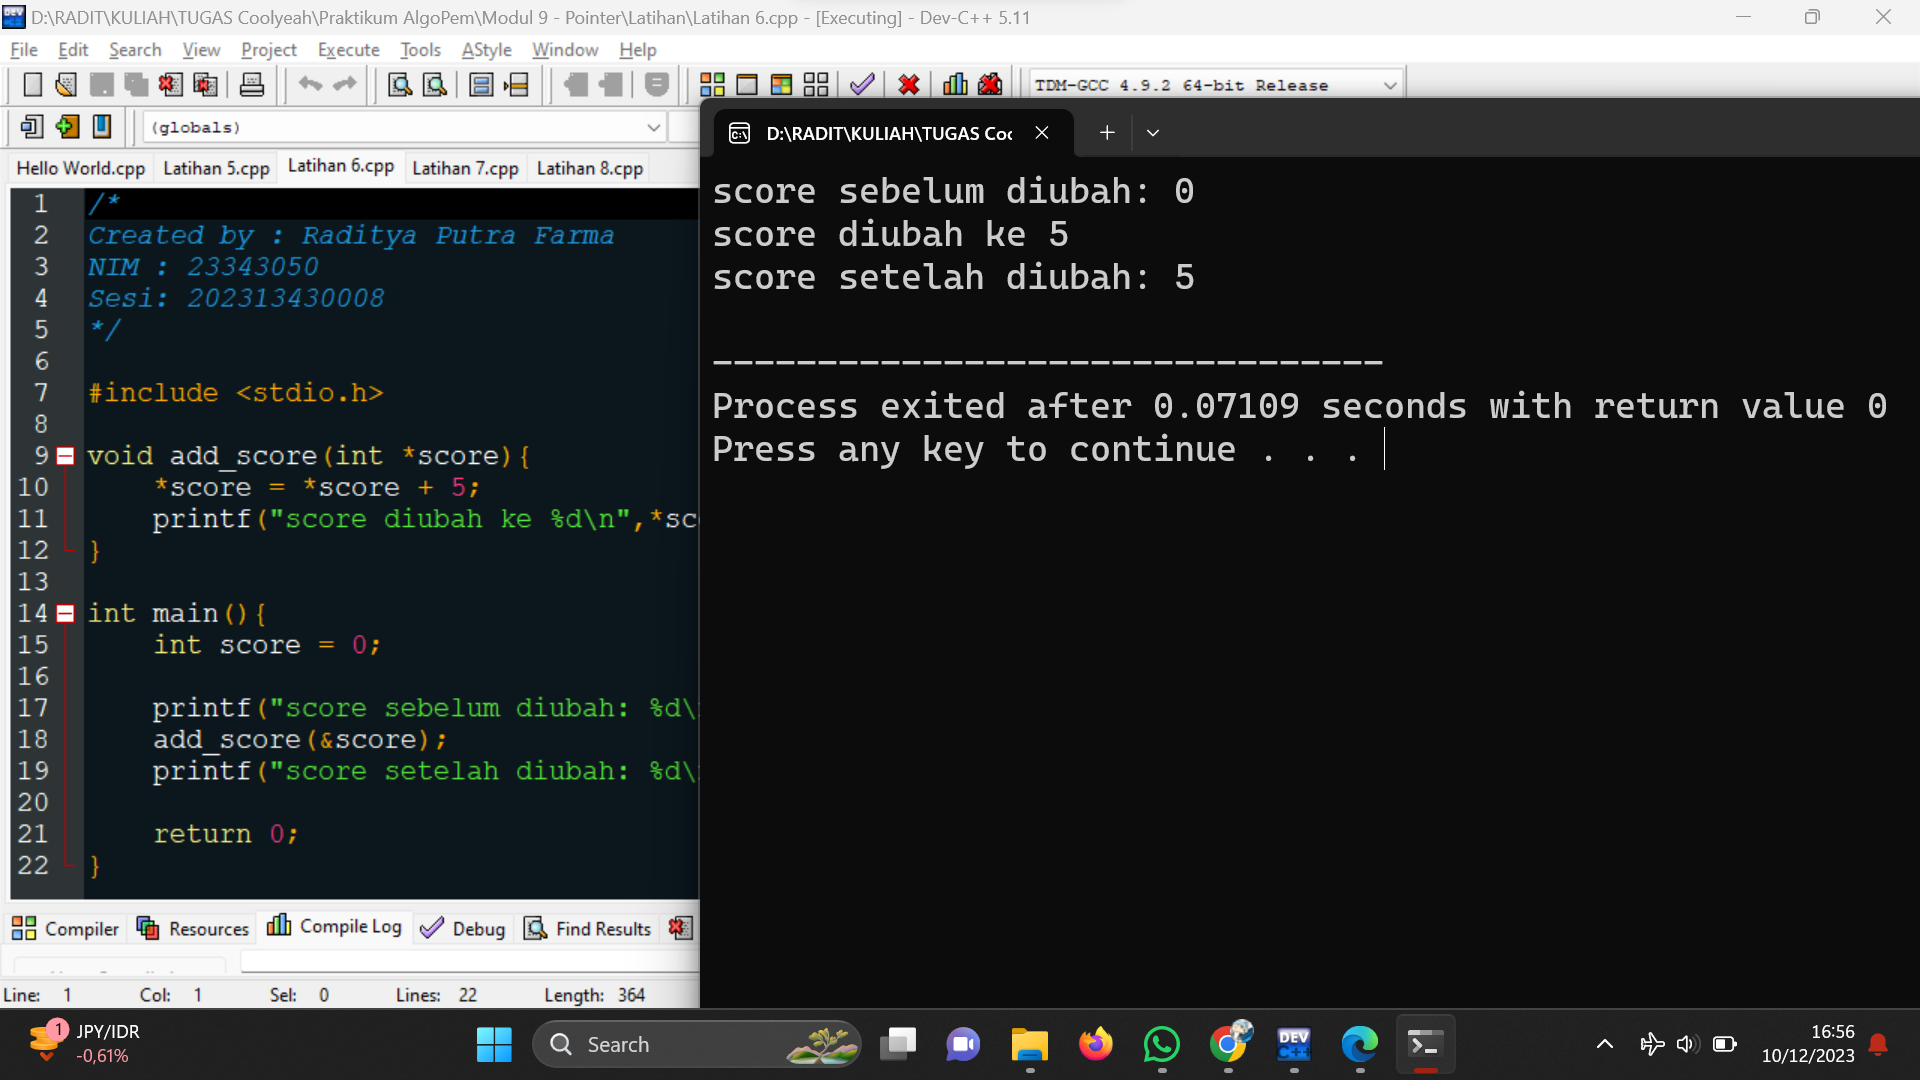 D:\RADIT\KULIAH\TUGAS Coolyeah\Praktikum AlgoPem\Modul 9 - Pointer\Latihan\Latihan 6.cpp - [Executing] - Dev-C++ 5.11
File Edit Search View Project Execute Tools AStyle Window Help
TDM-GCC 4.9.2 64-bit Release
(globals)
Hello World.cpp Latihan 5.cpp Latihan 6.cpp Latihan 7.cpp Latihan 8.cpp
1 /*
2 Created by : Raditya Putra Farma
3 NIM : 23343050
4 Sesi: 202313430008
5 */
6
7 #include <stdio.h>
8
9 void add_score(int *score){
10 *score = *score + 5;
11 printf("score diubah ke %d\n",*sc
12 }
13
14 int main(){
15 int score = 0;
16
17 printf("score sebelum diubah: %d\
18 add_score(&score);
19 printf("score setelah diubah: %d\
20
21 return 0;
22 }
Compiler Resources Compile Log Debug Find Results
Line: 1 Col: 1 Sel: 0 Lines: 22 Length: 364
D:\RADIT\KULIAH\TUGAS Coo
score sebelum diubah: 0
score diubah ke 5
score setelah diubah: 5
--------------------------------
Process exited after 0.07109 seconds with return value 0
Press any key to continue . . .
1
JPY/IDR
-0,61%
Search
DEV
C++
16:56
10/12/2023